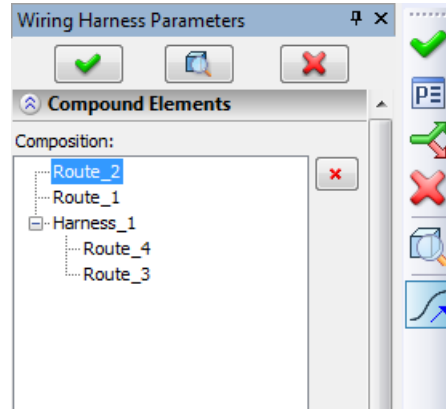 Wiring Harness Parameters
Compound Elements
Composition:
Route_2
Route_1
Harness_1
Route_4
Route_3